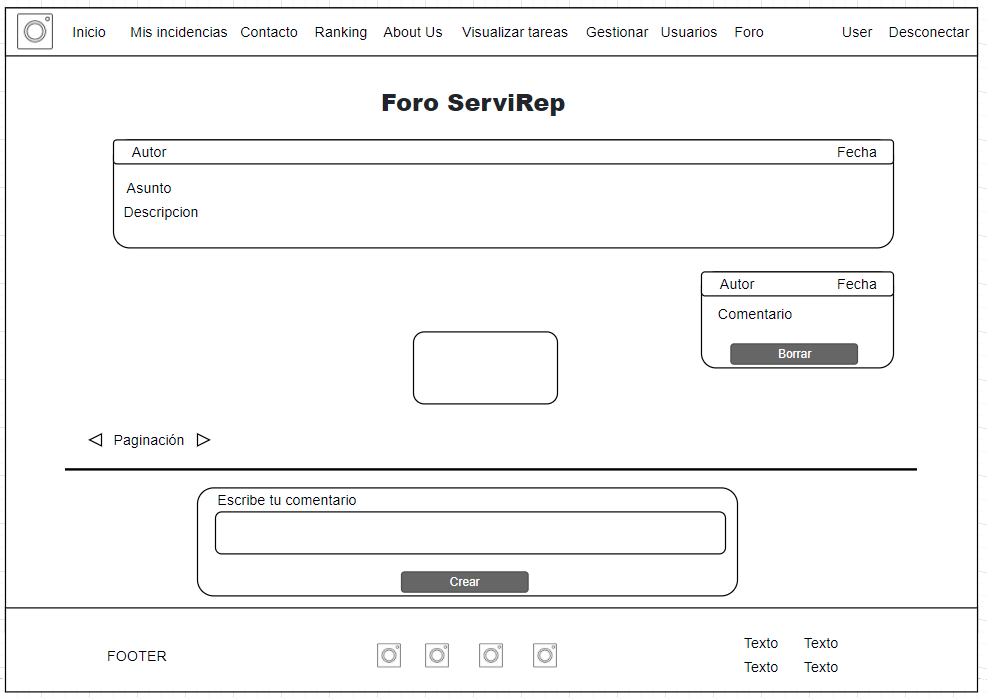 Inicio Mis incidencias Contacto Ranking About Us Visualizar tareas Gestionar Usuarios Foro User Desconectar
Foro ServiRep
Autor Fecha
Asunto
Descripcion
Autor Fecha
Comentario
Borrar
Paginación
Escribe tu comentario
Crear
FOOTER
Texto Texto
Texto Texto